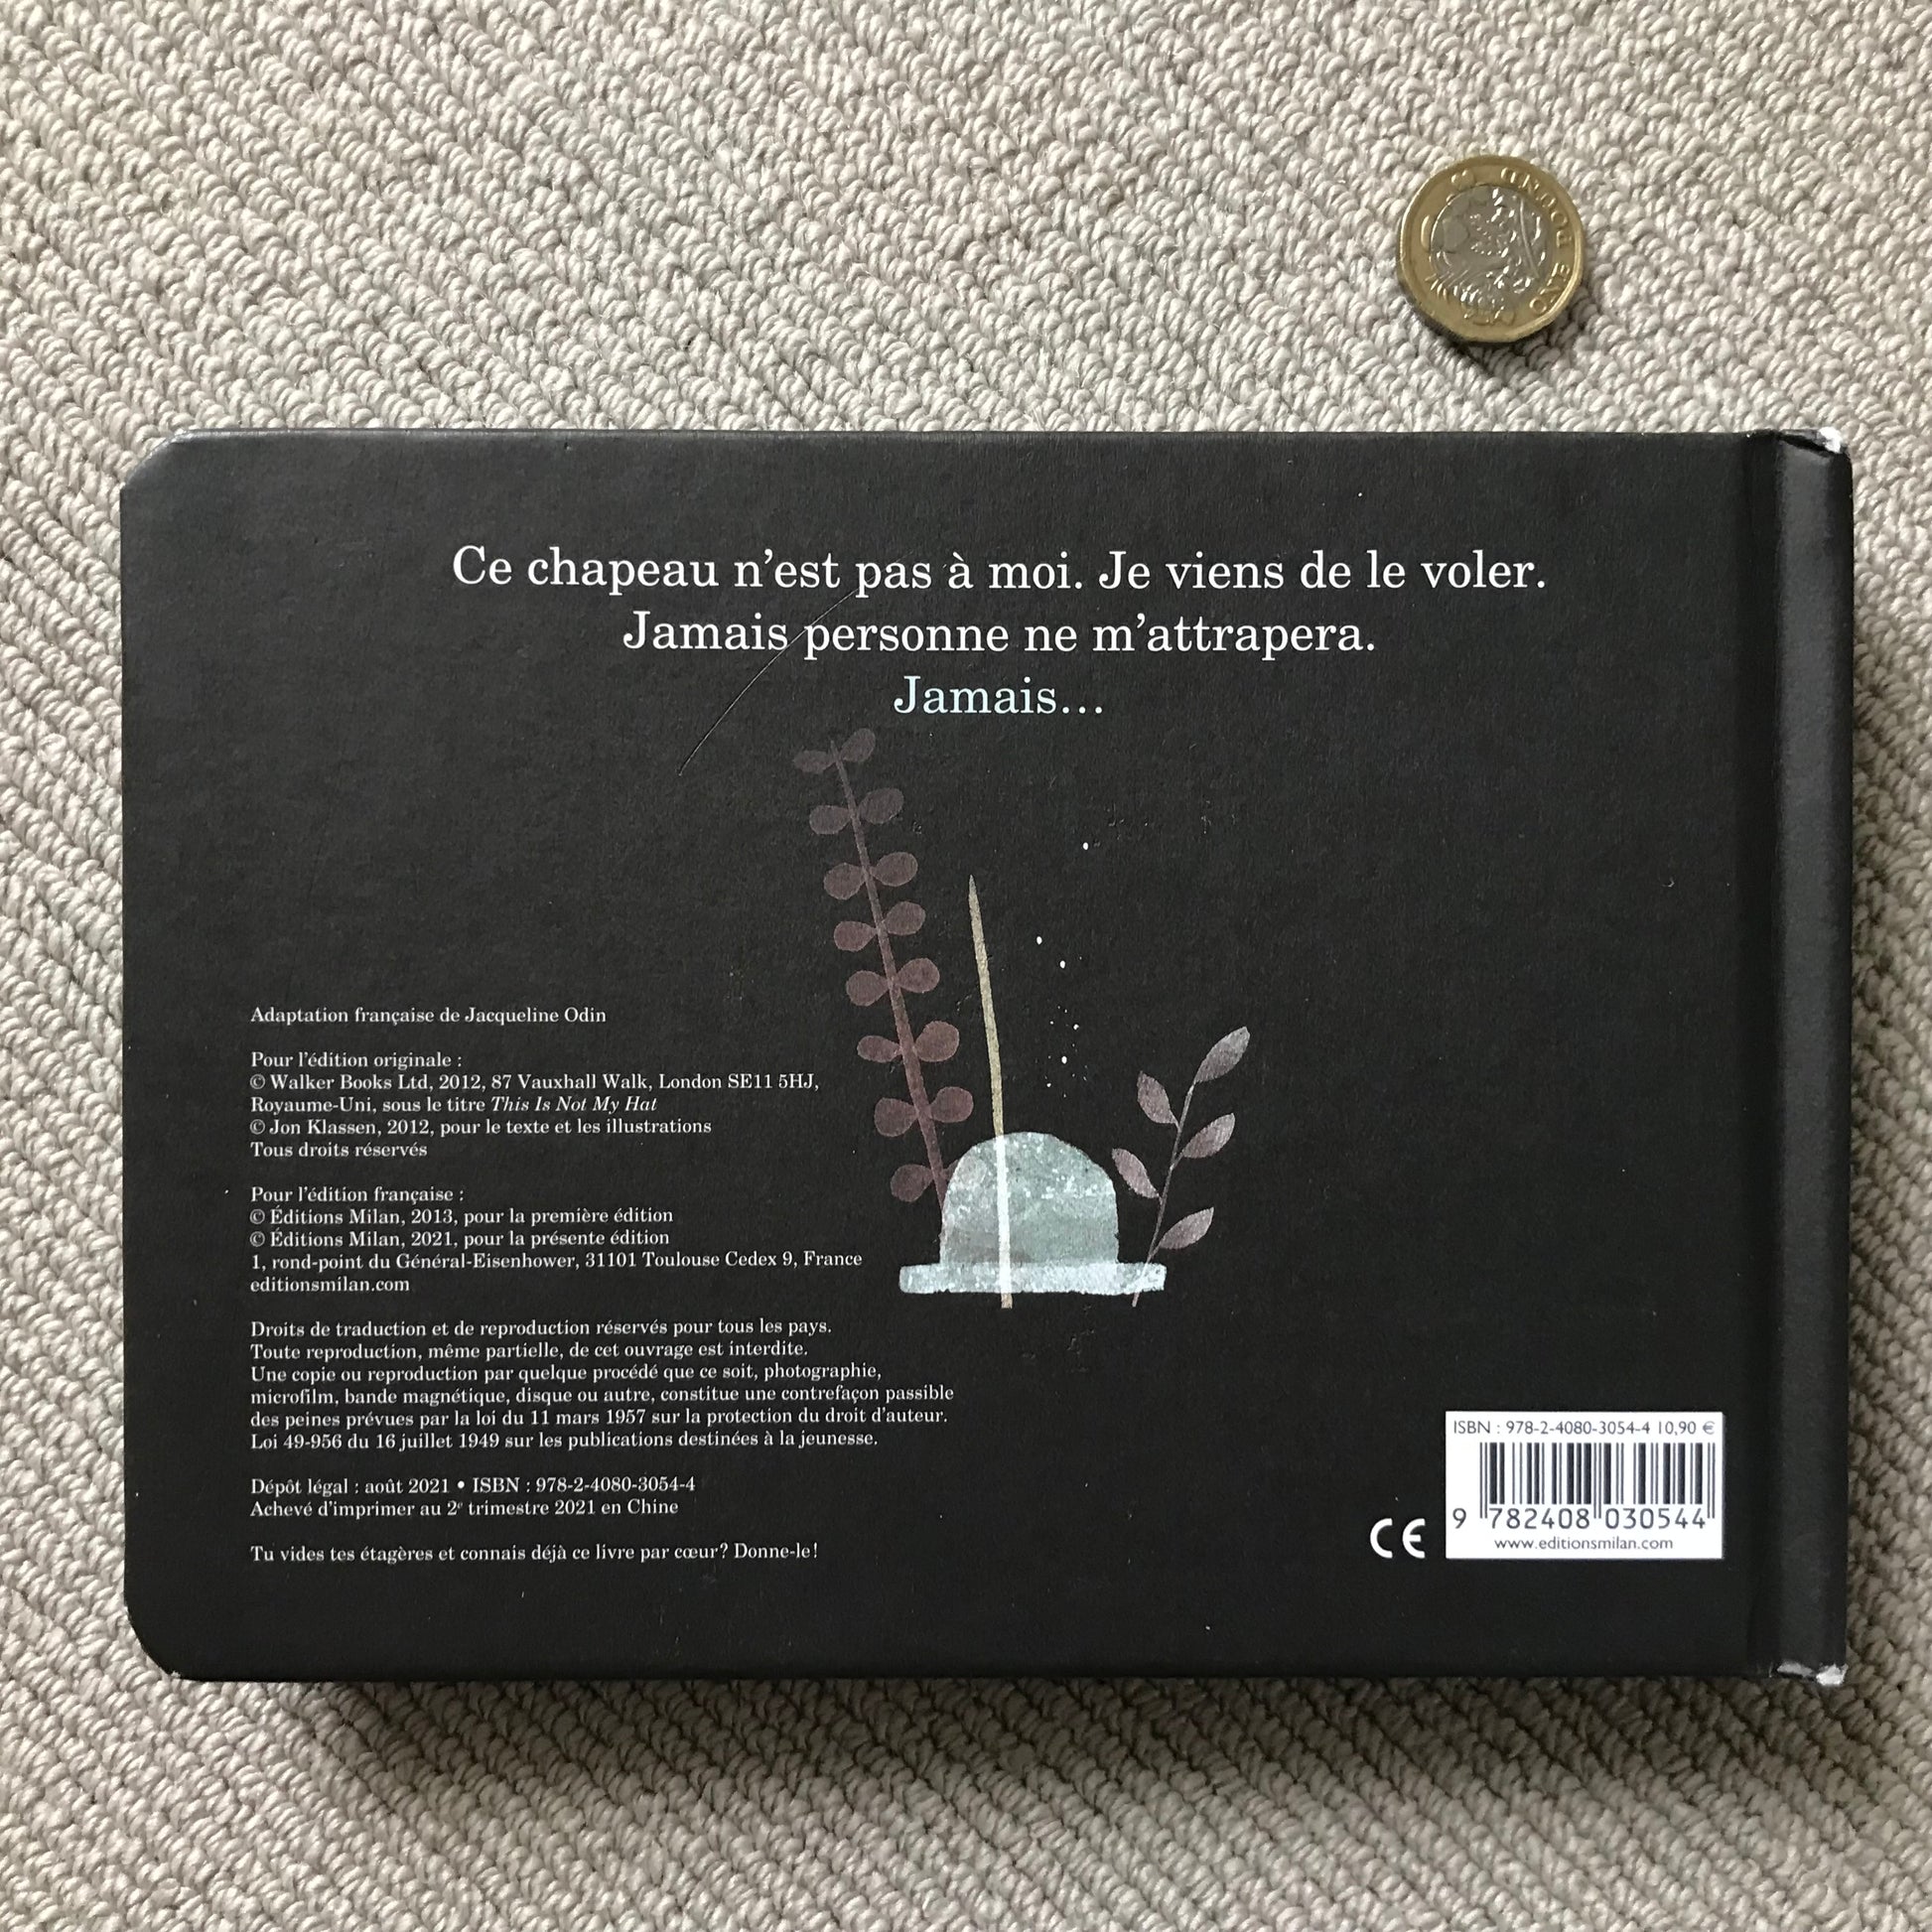 ONE POUND
Ce chapeau n'est pas à moi. Je viens de le voler.
Jamais personne ne m'attrapera.
Jamais...
Adaptation française de Jacqueline Odin
Pour l'édition originale :
© Walker Books Ltd, 2012, 87 Vauxhall Walk, London SE11 5HJ,
Royaume-Uni, sous le titre This Is Not My Hat
© Jon Klassen, 2012, pour le texte et les illustrations
Tous droits réservés
Pour l'édition française :
© Éditions Milan, 2013, pour la première édition
© Éditions Milan, 2021, pour la présente édition
1, rond-point du Général-Eisenhower, 31101 Toulouse Cedex 9, France
editionsmilan.com
Droits de traduction et de reproduction réservés pour tous les pays.
Toute reproduction, même partielle, de cet ouvrage est interdite.
Une copie ou reproduction par quelque procédé que ce soit, photographie,
microfilm, bande magnétique, disque ou autre, constitue une contrefaçon passible
des peines prévues par la loi du 11 mars 1957 sur la protection du droit d'auteur.
Loi 49-956 du 16 juillet 1949 sur les publications destinées à la jeunesse.
Dépôt légal : août 2021 • ISBN : 978-2-4080-3054-4
Achevé d'imprimer au 2e trimestre 2021 en Chine
Tu vides tes étagères et connais déjà ce livre par cœur? Donne-le!
CE
ISBN : 978-2-4080-3054-4 10,90 €
9 782408 030544
www.editionsmilan.com